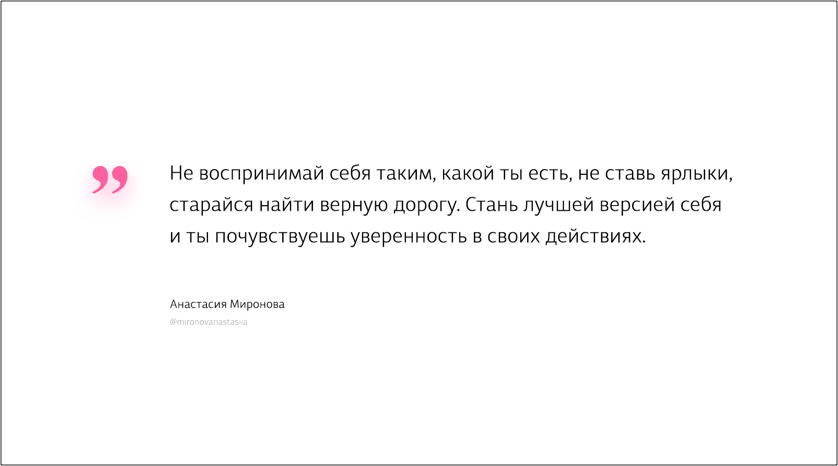 ”
Не воспринимай себя таким, какой ты есть, не ставь ярлыки,
старайся найти верную дорогу. Стань лучшей версией себя
и ты почувствуешь уверенность в своих действиях.
Анастасия Миронова
@mironovanastasiia